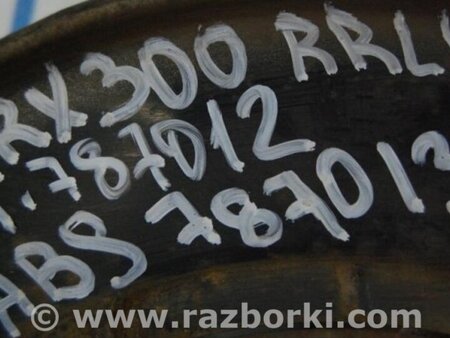 RX300 RRL
787012
ABS 787013
© www.razborki.com